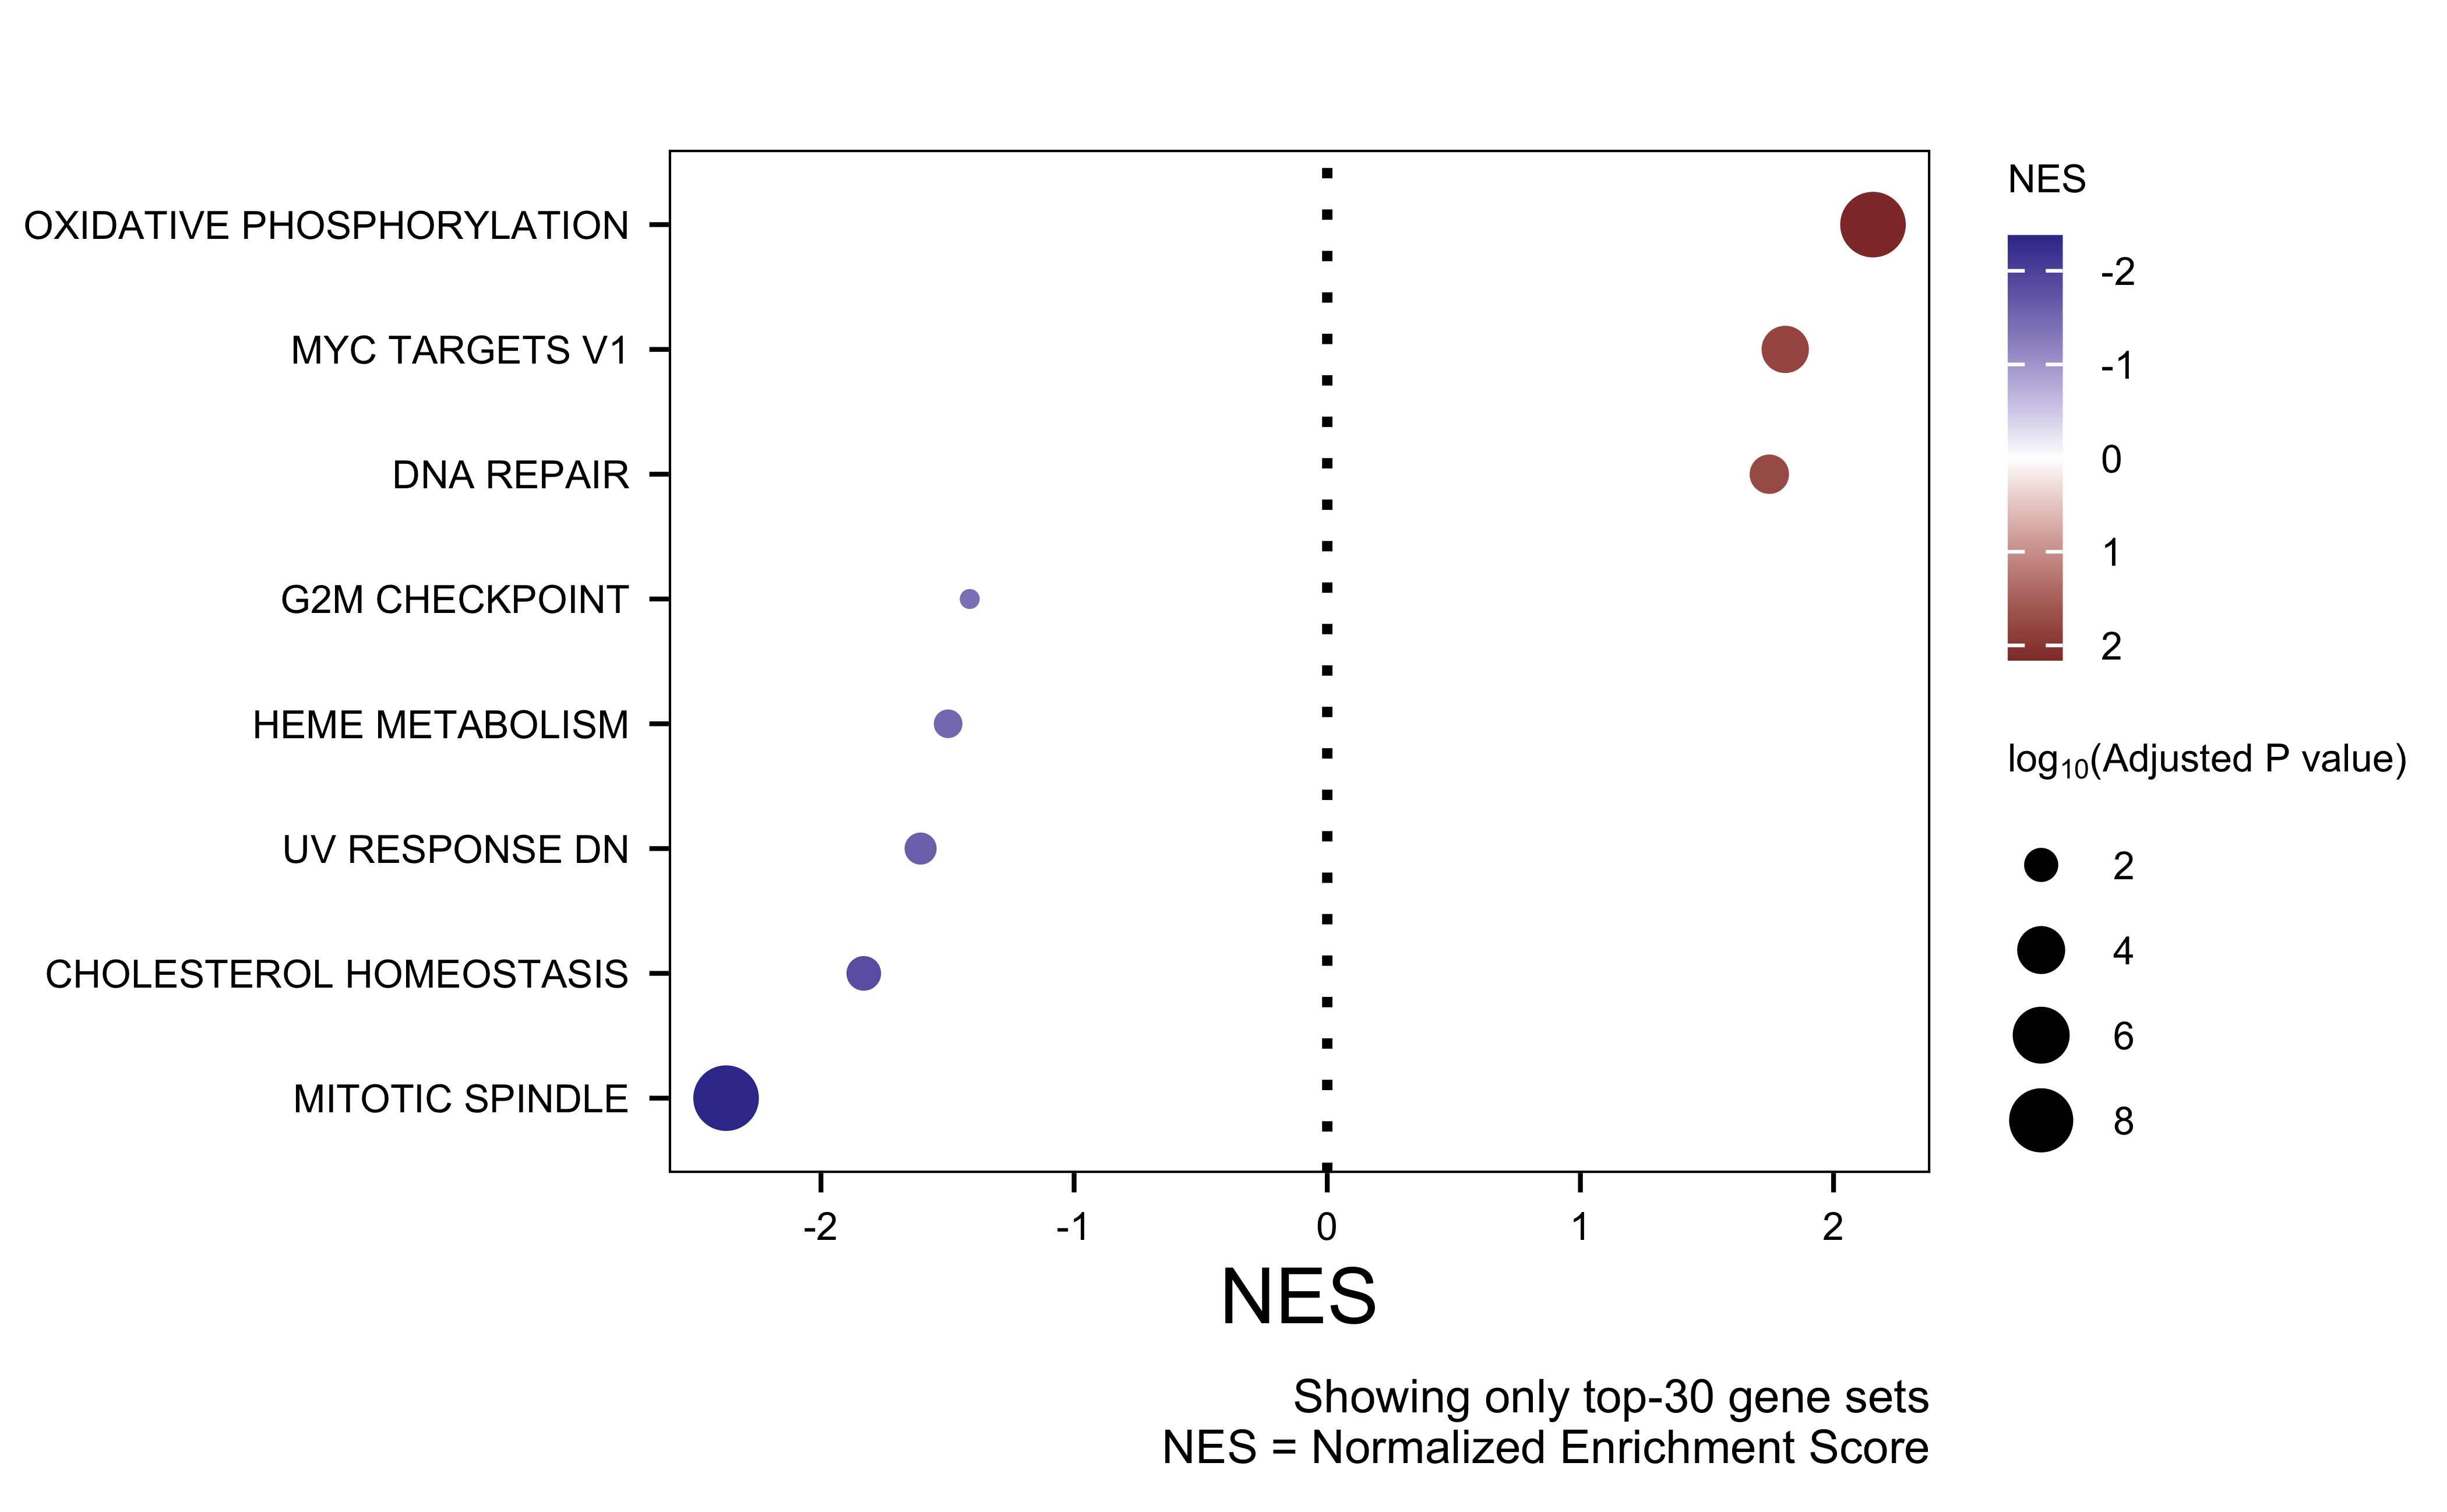 OXIDATIVE PHOSPHORYLATION
MYC TARGETS V1
DNA REPAIR
G2M CHECKPOINT
HEME METABOLISM
UV RESPONSE DN
CHOLESTEROL HOMEOSTASIS
MITOTIC SPINDLE
-2 -1 0 1 2
NES
Showing only top-30 gene sets
NES = Normalized Enrichment Score
NES
-2
-1
0
1
2
log₁₀(Adjusted P value)
2
4
6
8